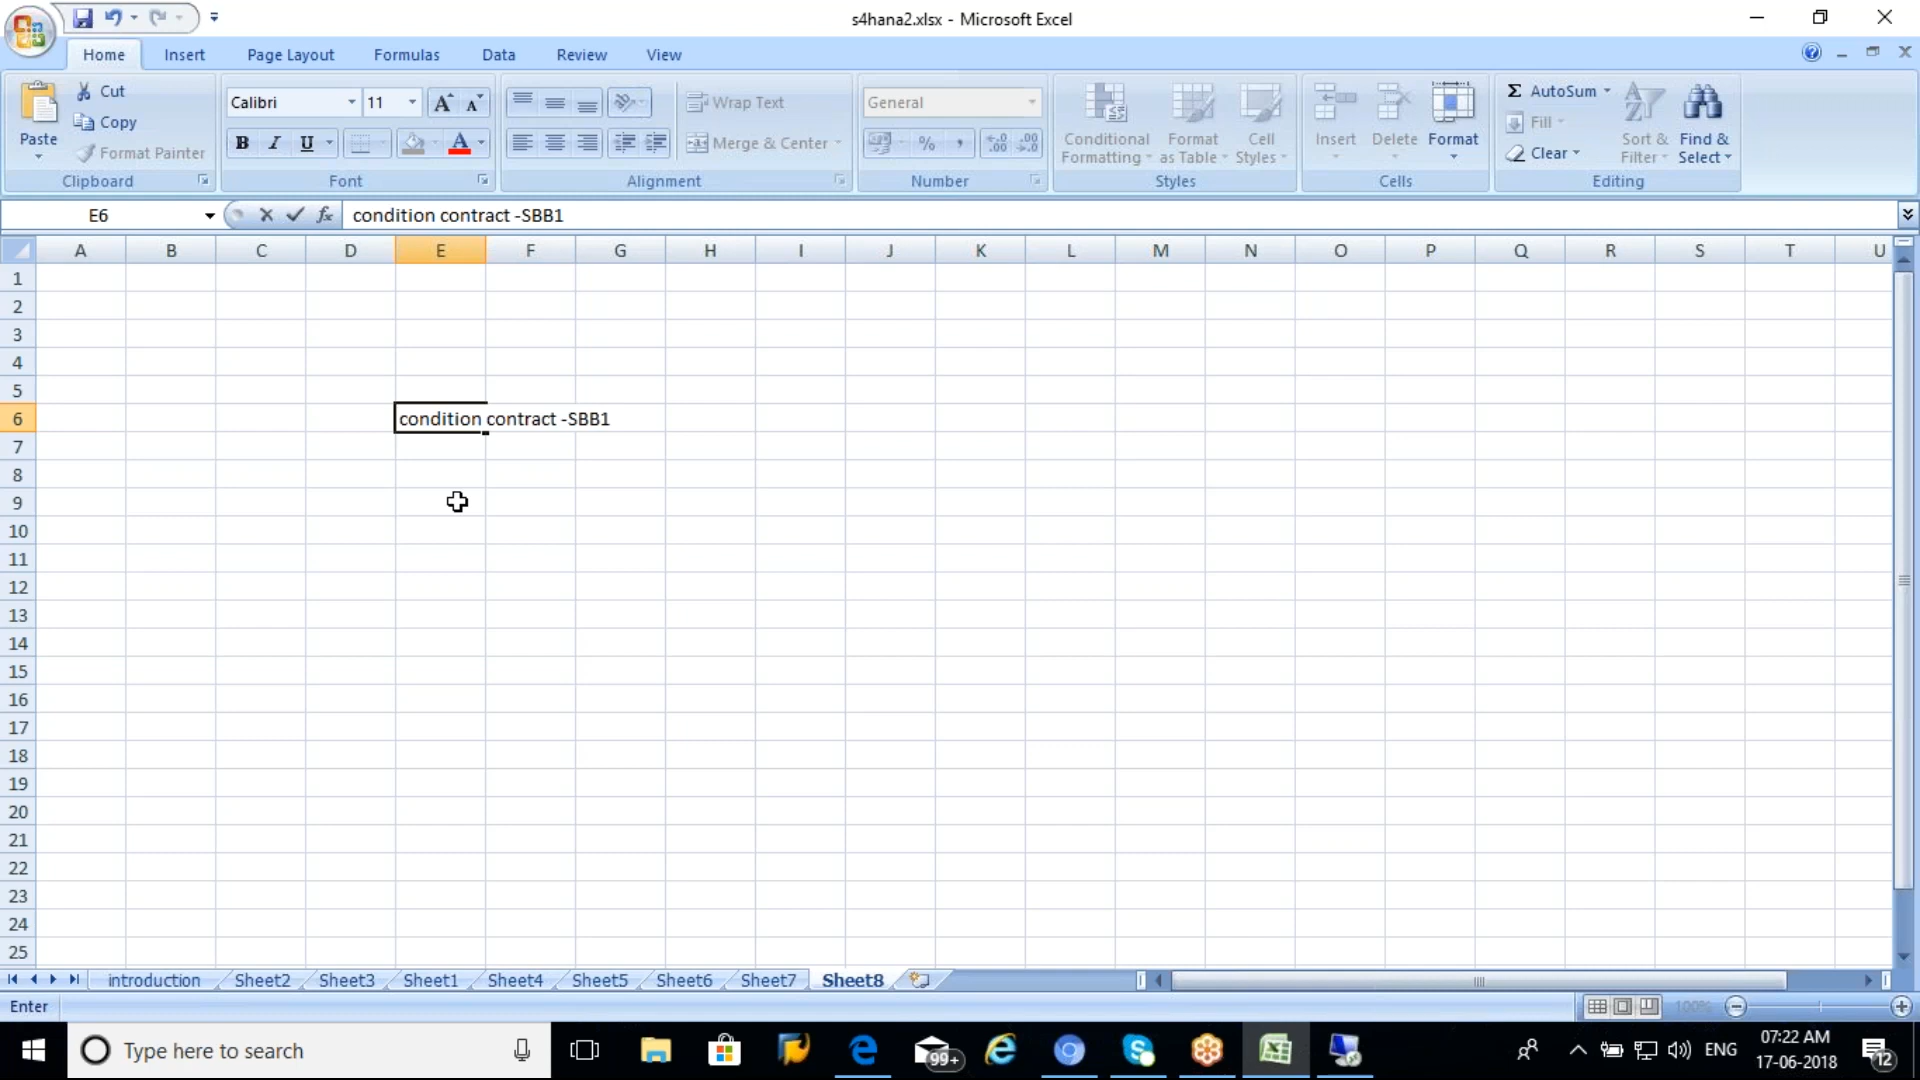 s4hana2.xlsx - Microsoft Excel
Home Insert Page Layout Formulas Data Review View
Paste
Cut
Copy
Format Painter
Clipboard
Calibri 11
B I U A
Font
Wrap Text
Merge & Center
Alignment
General
% ,
Number
Conditional Formatting
Format as Table
Cell Styles
Styles
Insert Delete Format
Cells
Σ AutoSum
Fill
Clear
Sort & Filter
Find & Select
Editing
E6 fx condition contract -SBB1
A B C D E F G H I J K L M N O P Q R S T U
1
2
3
4
5
6 condition contract -SBB1
7
8
9
10
11
12
13
14
15
16
17
18
19
20
21
22
23
24
25
introduction Sheet2 Sheet3 Sheet1 Sheet4 Sheet5 Sheet6 Sheet7 Sheet8
Enter 100%
Type here to search 99+ ENG 07:22 AM
17-06-2018 12